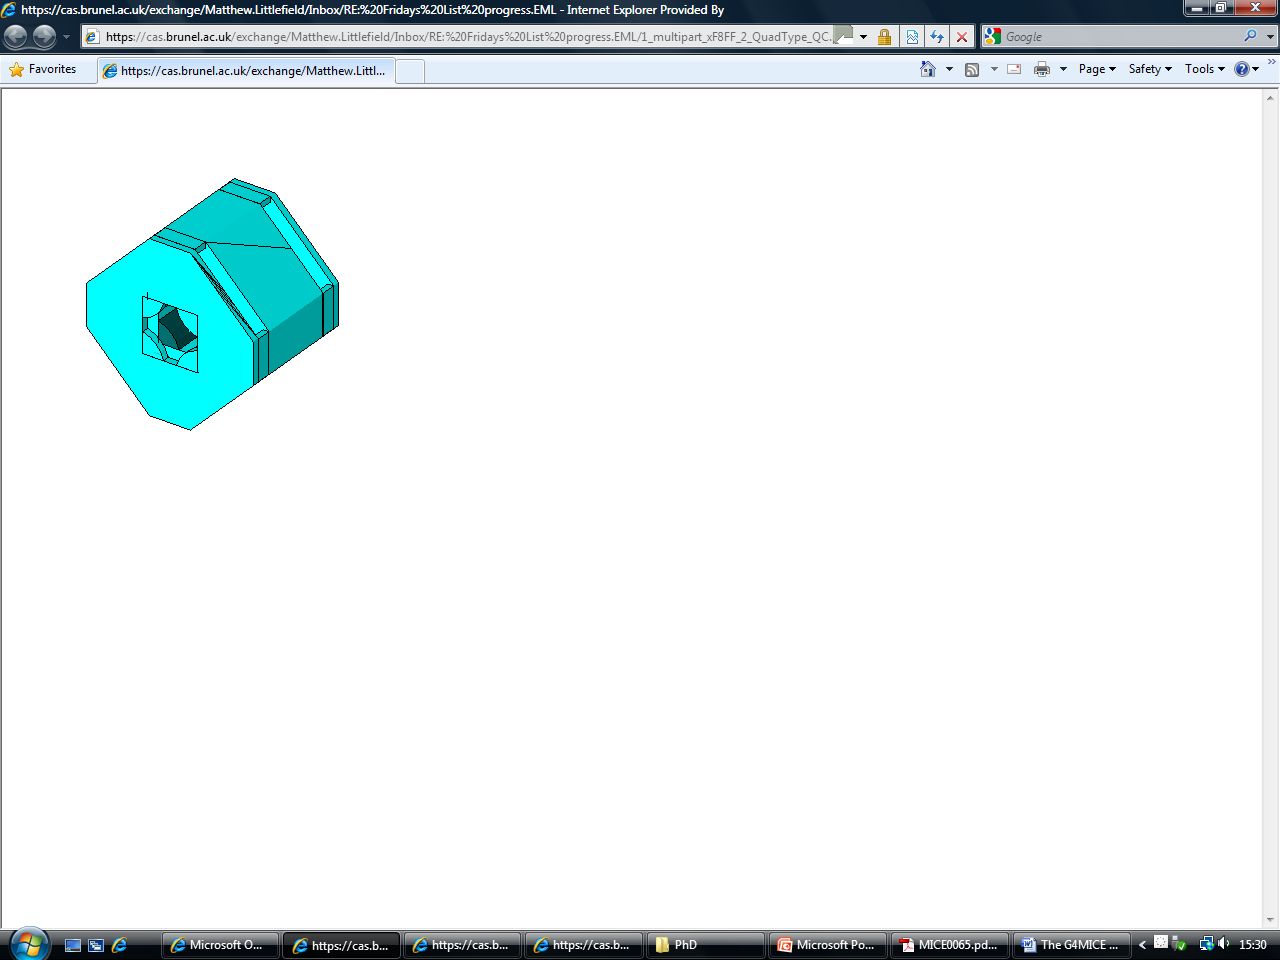 https://cas.brunel.ac.uk/exchange/Matthew.Littlefield/Inbox/RE:%20Fridays%20List%20progress.EML - Internet Explorer Provided By
https://cas.brunel.ac.uk/exchange/Matthew.Littlefield/Inbox/RE:%20Fridays%20List%20progress.EML/1_multipart_xF8FF_2_QuadType_QC. Google
Favorites https://cas.brunel.ac.uk/exchange/Matthew.Littl... Page Safety Tools
Microsoft O... https://cas.b... https://cas.b... https://cas.b... PhD Microsoft Po... MICE0065.pd... The G4MICE ... 15:30